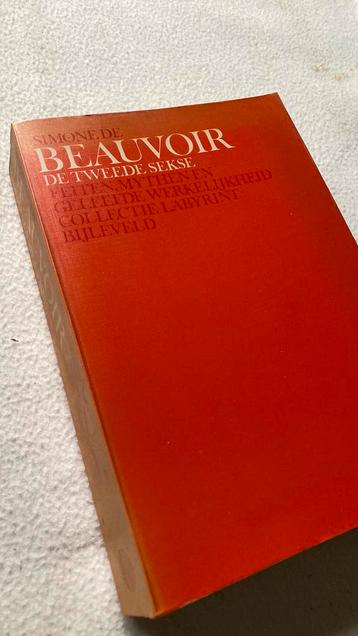 SIMONE DE
BEAUVOIR
DE TWEEDE SEKSE
FEITEN, MYTHEN EN
GELEEFDE WERKELIJKHEID
COLLECTIE LABYRINT
BIJLEVELD